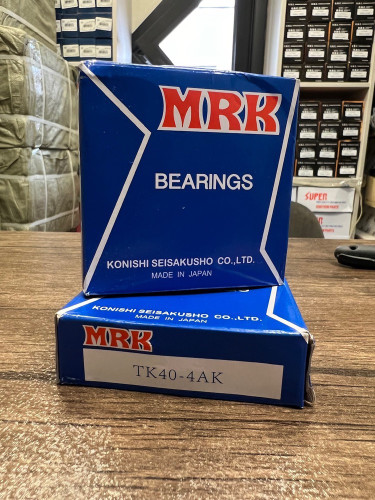 MRK
BEARINGS
KONISHI SEISAKUSHO CO.,LTD.
MADE IN JAPAN
KONISHI SEISAKUSHO CO.,LTD.
MADE IN JAPAN
MRK
TK40-4AK
SUPER
SUPER